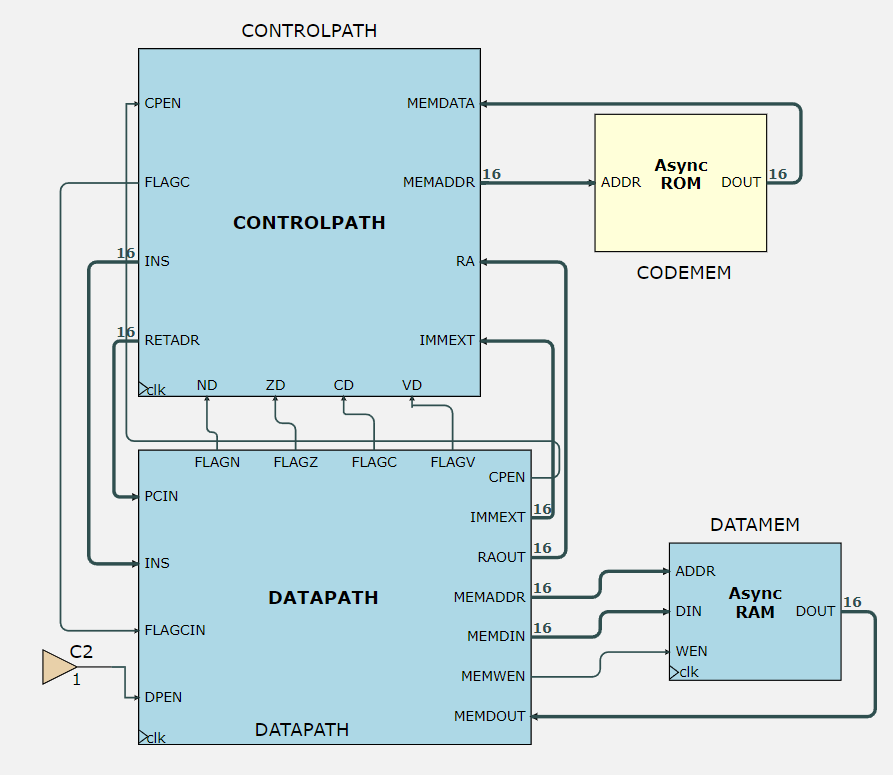 CONTROLPATH
CPEN
MEMDATA
FLAGC
MEMADDR
16
Async
ROM
ADDR
DOUT
16
CONTROLPATH
16
INS
RA
CODEMEM
16
RETADR
IMMEXT
clk
ND
ZD
CD
VD
FLAGN
FLAGZ
FLAGC
FLAGV
CPEN
PCIN
IMMEXT
16
DATAMEM
INS
RAOUT
16
DATAPATH
MEMADDR
16
ADDR
Async
RAM
DIN
DOUT
16
FLAGCIN
MEMDIN
16
C2
1
WEN
clk
MEMWEN
DPEN
MEMDOUT
DATAPATH
clk